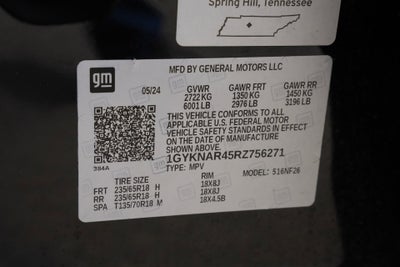 Spring Hill, Tennessee
gm
MFD BY GENERAL MOTORS LLC
05/24 GVWR GAWR FRT GAWR RR
2722 KG 1350 KG 1450 KG
6001 LB 2976 LB 3196 LB
THIS VEHICLE CONFORMS TO ALL
APPLICABLE U.S. FEDERAL MOTOR
VEHICLE SAFETY STANDARDS IN EFFECT
ON THE DATE OF MANUFACTURE SHOWN
ABOVE.
1GYKNAR45RZ756271
TYPE: MPV MODEL: 516NF26
284A
TIRE SIZE RIM
FRT 235/65R18 H 18X8J
RR 235/65R18 H 18X8J
SPA T135/70R18 M 18X4.5B